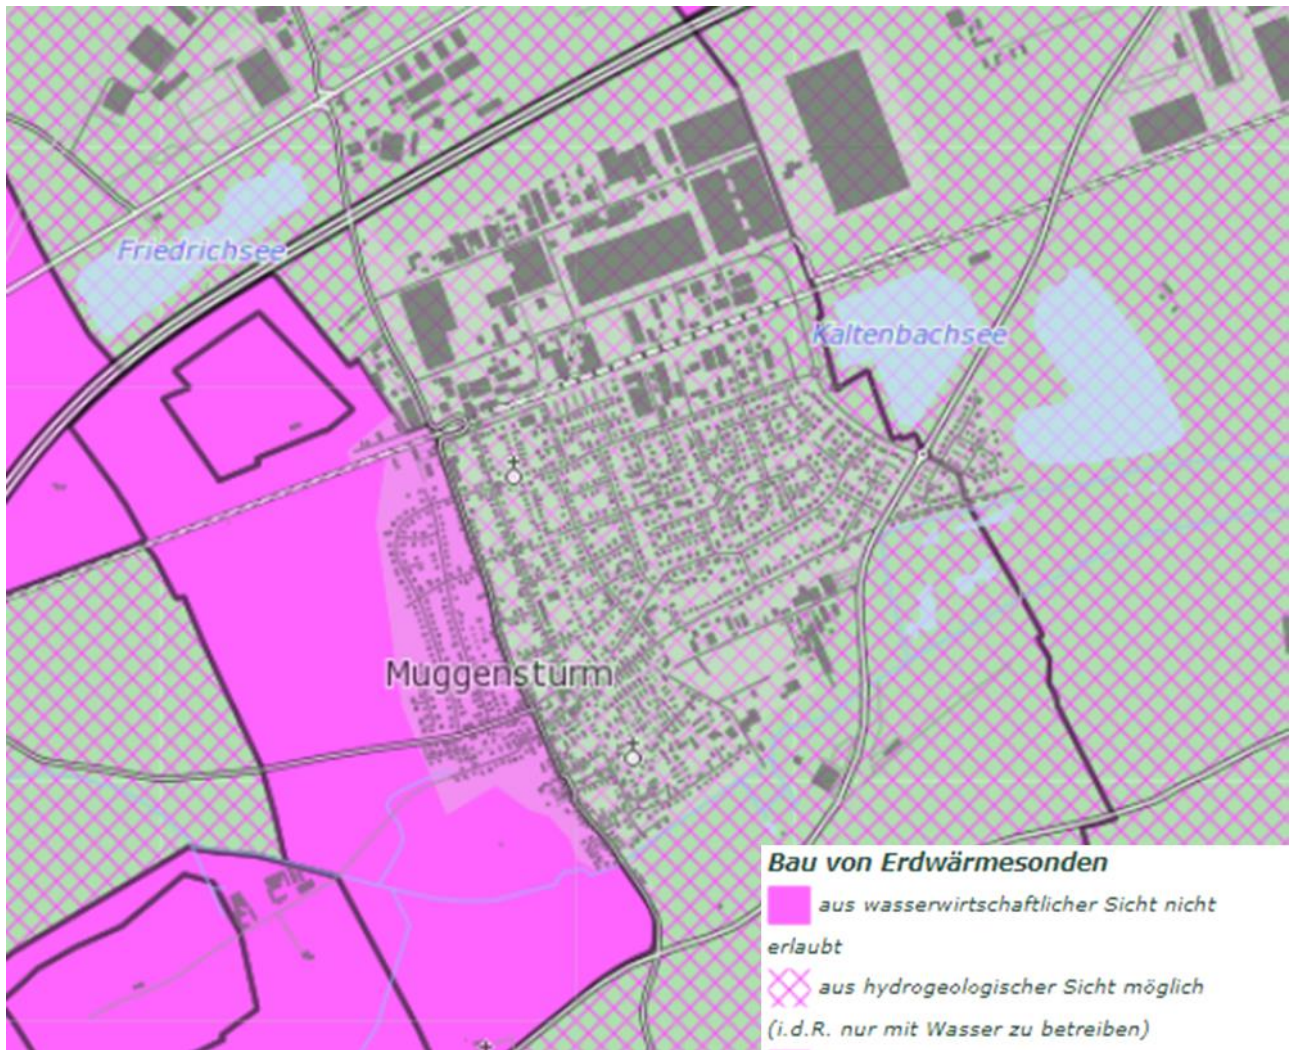 Friedrichsee
Kaltenbachsee
Muggensturm
Bau von Erdwärmesonden
aus wasserwirtschaftlicher Sicht nicht
erlaubt
aus hydrogeologischer Sicht möglich
(i.d.R. nur mit Wasser zu betreiben)